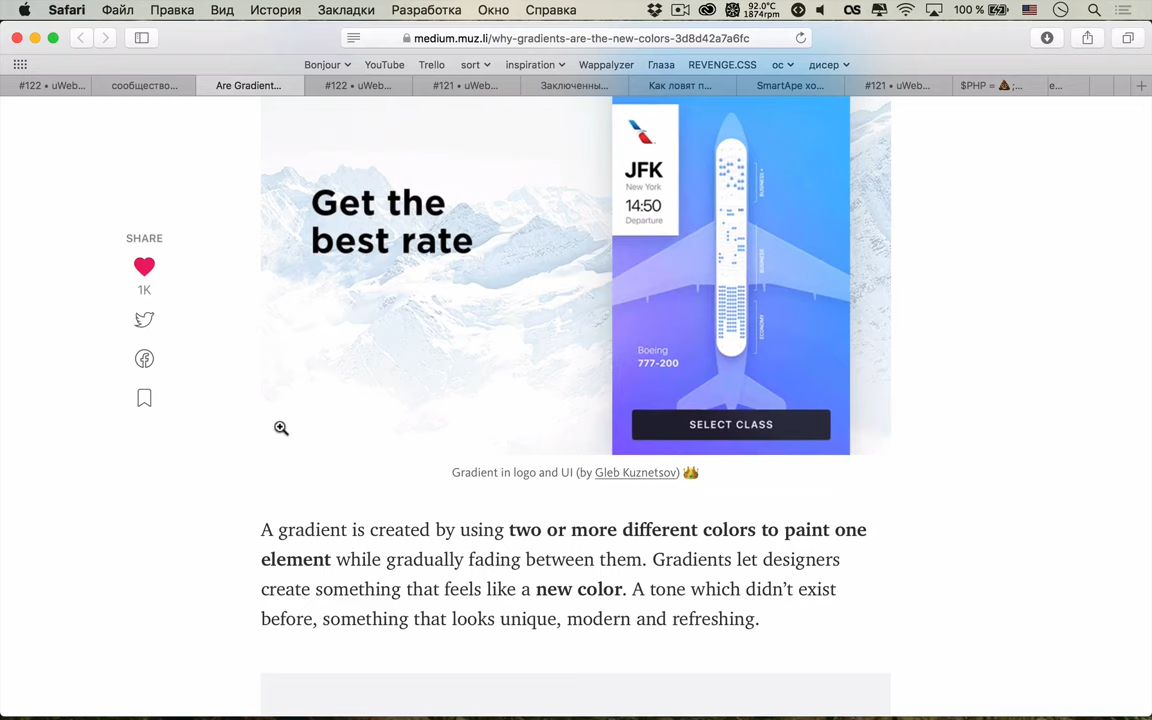 Safari Файл Правка Вид История Закладки Разработка Окно Справка 92.0°C 1874rpm 100 %
medium.muz.li/why-gradients-are-the-new-colors-3d8d42a7a6fc
Bonjour YouTube Trello sort inspiration Wappalyzer Глаза REVENGE.CSS ос дисер
#122 • uWeb... сообщество... Are Gradient... #122 • uWeb... #121 • uWeb... Заключенны... Как ловят п... SmartApe хо... #121 • uWeb... $PHP = 💩;... е...
SHARE
1K
Get the
best rate
JFK
New York
14:50
Departure
BUSINESS +
BUSINESS
ECONOMY
Boeing
777-200
SELECT CLASS
Gradient in logo and UI (by Gleb Kuznetsov) 👑
A gradient is created by using two or more different colors to paint one
element while gradually fading between them. Gradients let designers
create something that feels like a new color. A tone which didn’t exist
before, something that looks unique, modern and refreshing.